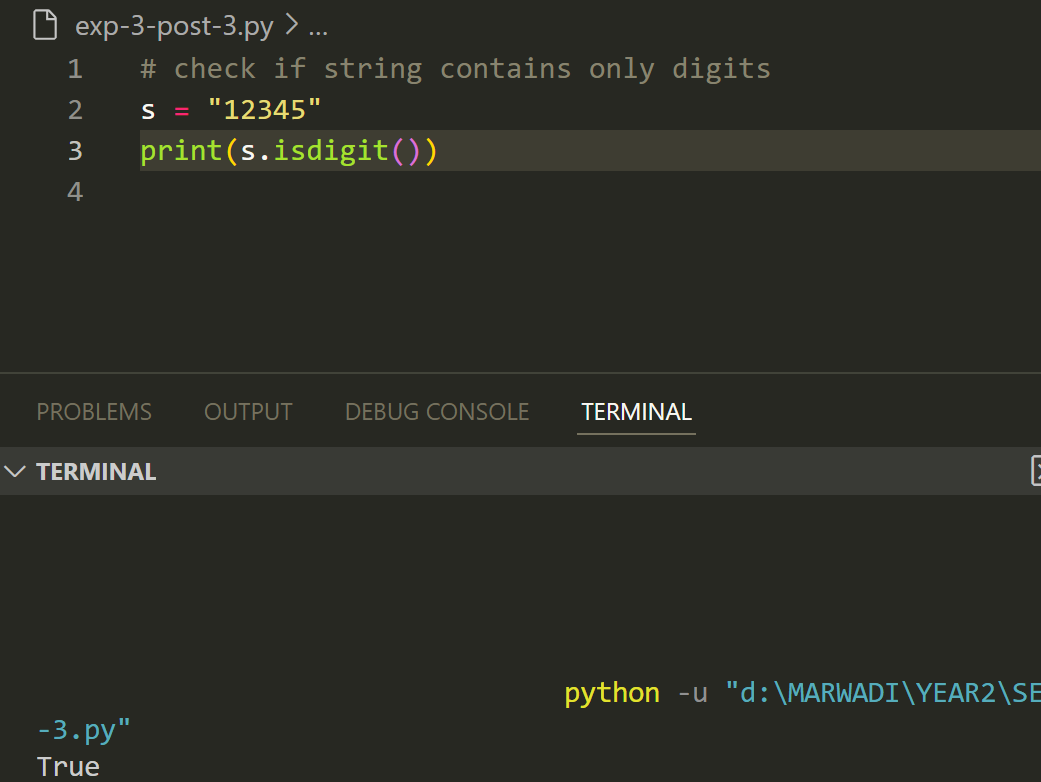 exp-3-post-3.py > ...
1 # check if string contains only digits
2 s = "12345"
3 print(s.isdigit())
4
PROBLEMS OUTPUT DEBUG CONSOLE TERMINAL
TERMINAL
python -u "d:\MARWADI\YEAR2\SE
-3.py"
True